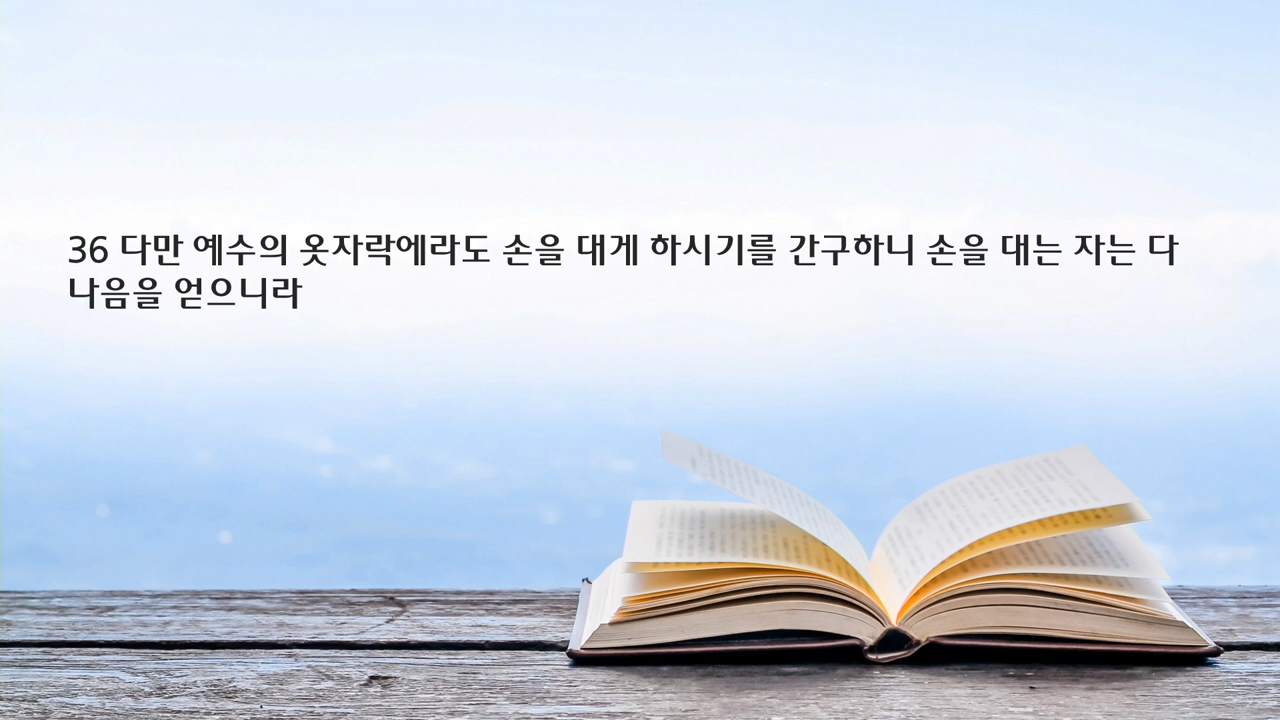 36 다만 예수의 옷자락에라도 손을 대게 하시기를 간구하니 손을 대는 자는 다
나음을 얻으니라